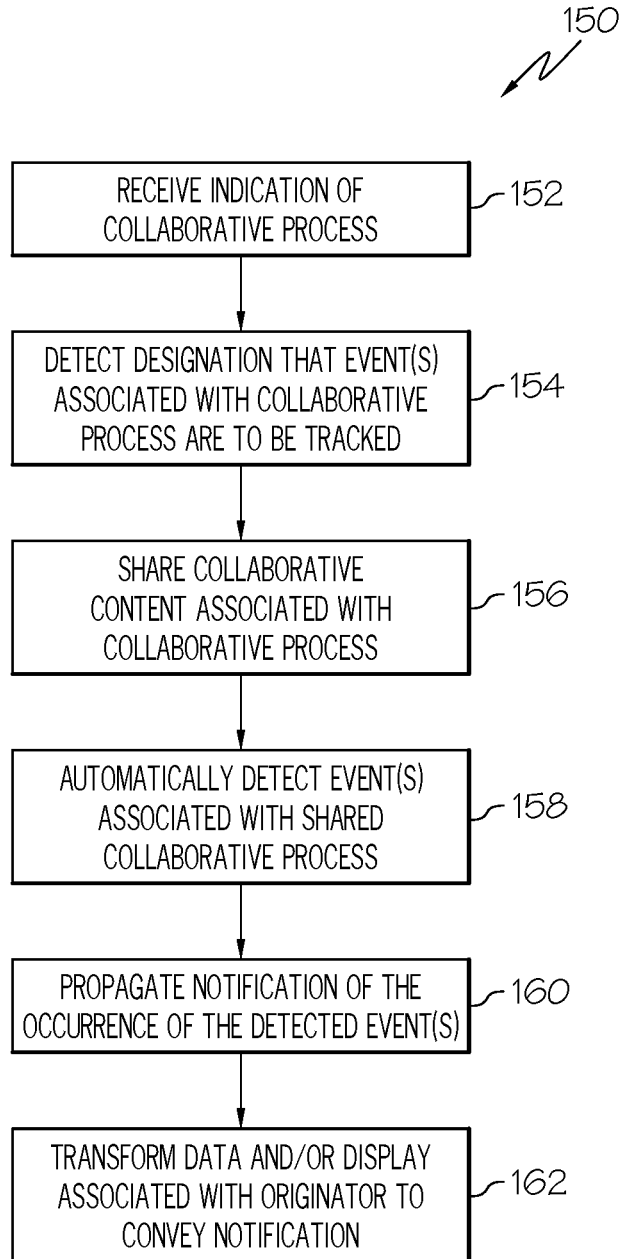 150
RECEIVE INDICATION OF
COLLABORATIVE PROCESS
152
DETECT DESIGNATION THAT EVENT(S)
ASSOCIATED WITH COLLABORATIVE
PROCESS ARE TO BE TRACKED
154
SHARE COLLABORATIVE
CONTENT ASSOCIATED WITH
COLLABORATIVE PROCESS
156
AUTOMATICALLY DETECT EVENT(S)
ASSOCIATED WITH SHARED
COLLABORATIVE PROCESS
158
PROPAGATE NOTIFICATION OF THE
OCCURRENCE OF THE DETECTED EVENT(S)
160
TRANSFORM DATA AND/OR DISPLAY
ASSOCIATED WITH ORIGINATOR TO
CONVEY NOTIFICATION
162